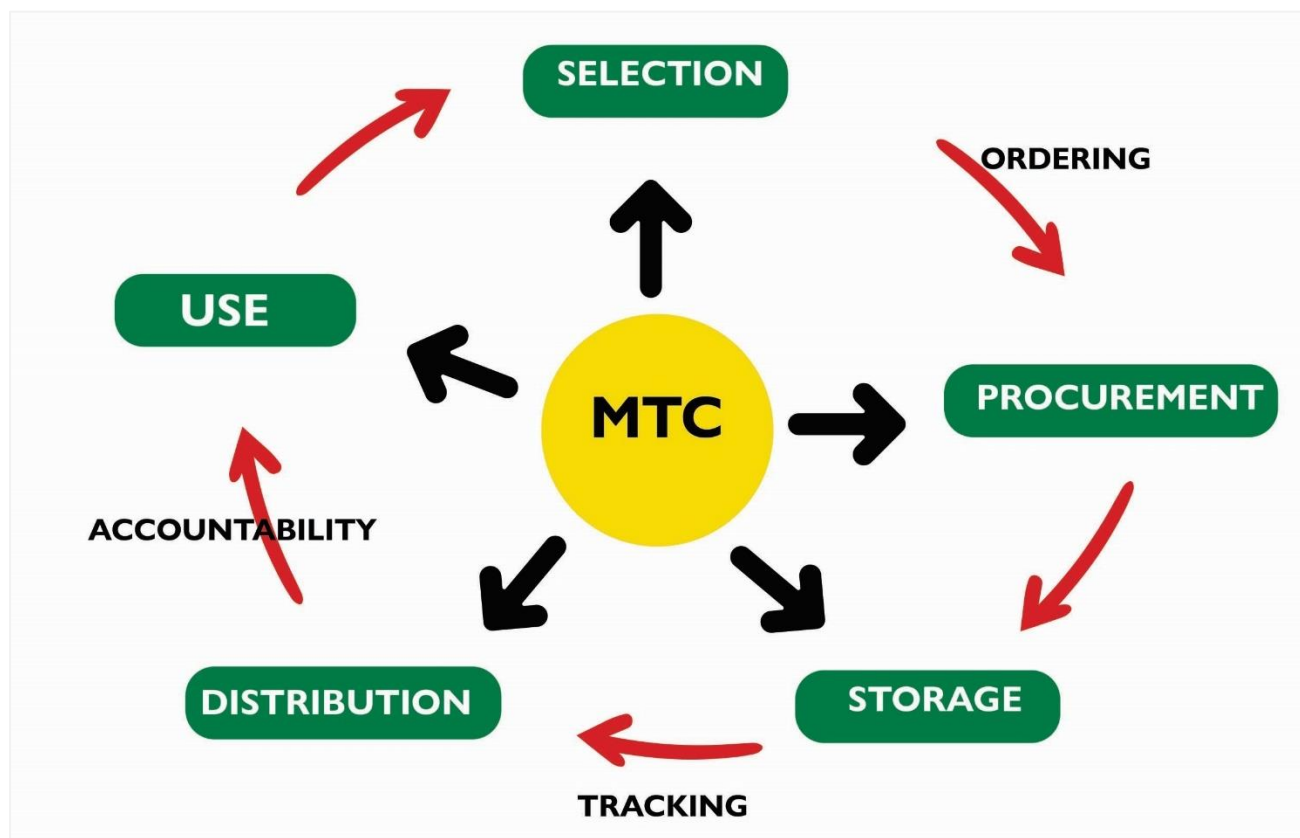 SELECTION
ORDERING
USE
MTC
PROCUREMENT
ACCOUNTABILITY
DISTRIBUTION
STORAGE
TRACKING